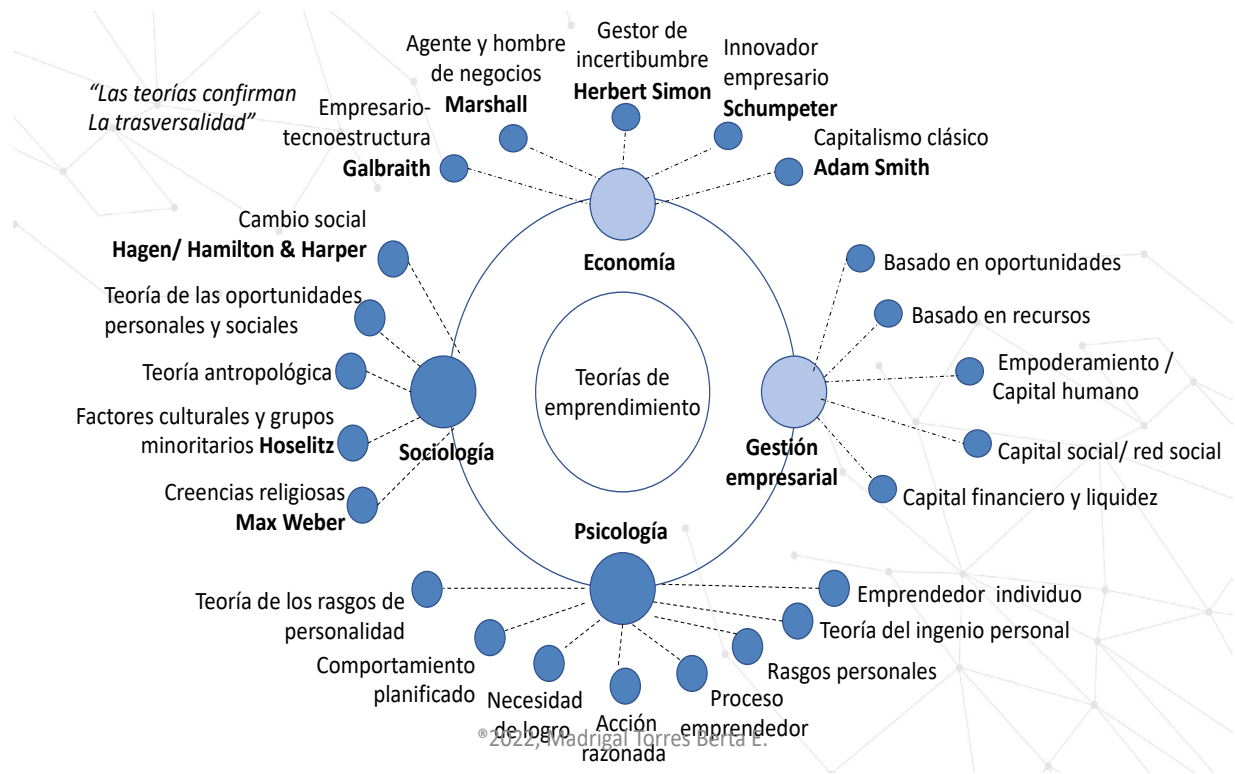 “Las teorías confirman
La trasversalidad”
Empresario-
tecnoestructura
Galbraith
Agente y hombre
de negocios
Marshall
Gestor de
incertibumbre
Herbert Simon
Innovador
empresario
Schumpeter
Capitalismo clásico
Adam Smith
Economía
Cambio social
Hagen/ Hamilton & Harper
Teoría de las oportunidades
personales y sociales
Teoría antropológica
Factores culturales y grupos
minoritarios Hoselitz
Creencias religiosas
Max Weber
Sociología
Teorías de
emprendimiento
Basado en oportunidades
Basado en recursos
Empoderamiento /
Capital humano
Capital social/ red social
Capital financiero y liquidez
Gestión
empresarial
Psicología
Teoría de los rasgos de
personalidad
Comportamiento
planificado
Necesidad
de logro
Acción
razonada
Proceso
emprendedor
Rasgos personales
Teoría del ingenio personal
Emprendedor individuo
®2022, Madrigal Torres Berta E.